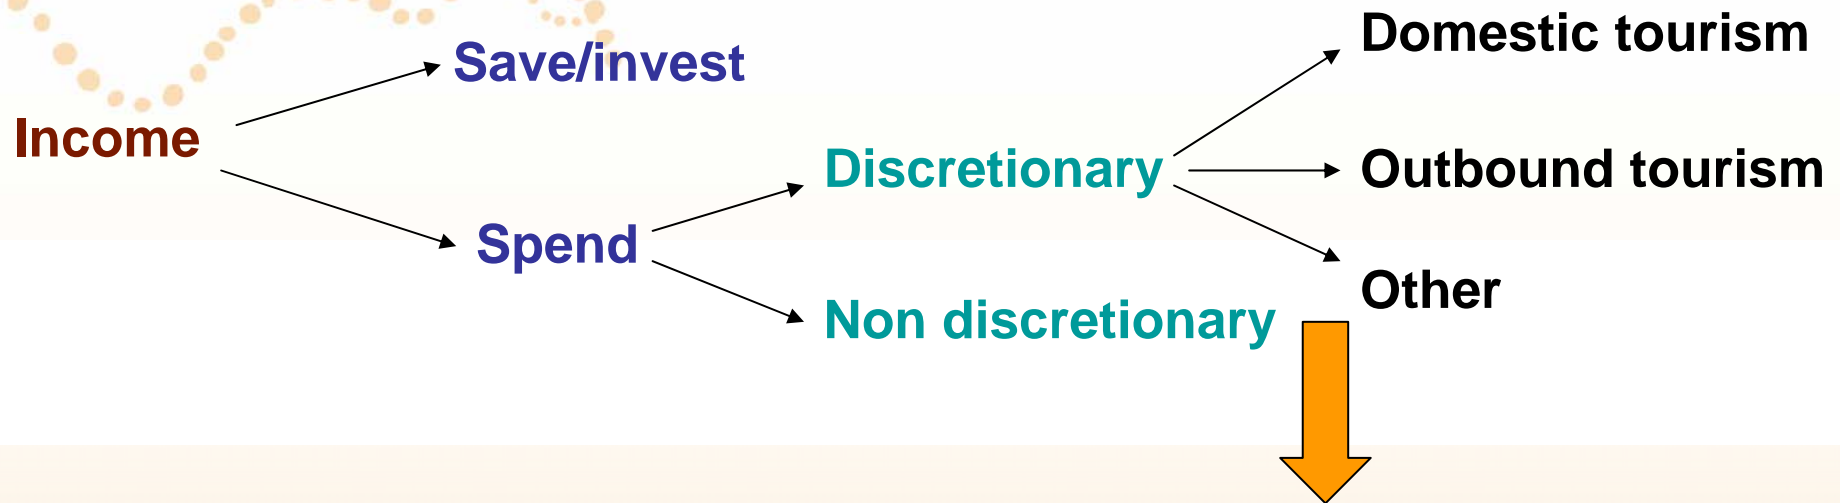 Income
Save/invest
Spend
Discretionary
Non discretionary
Domestic tourism
Outbound tourism
Other